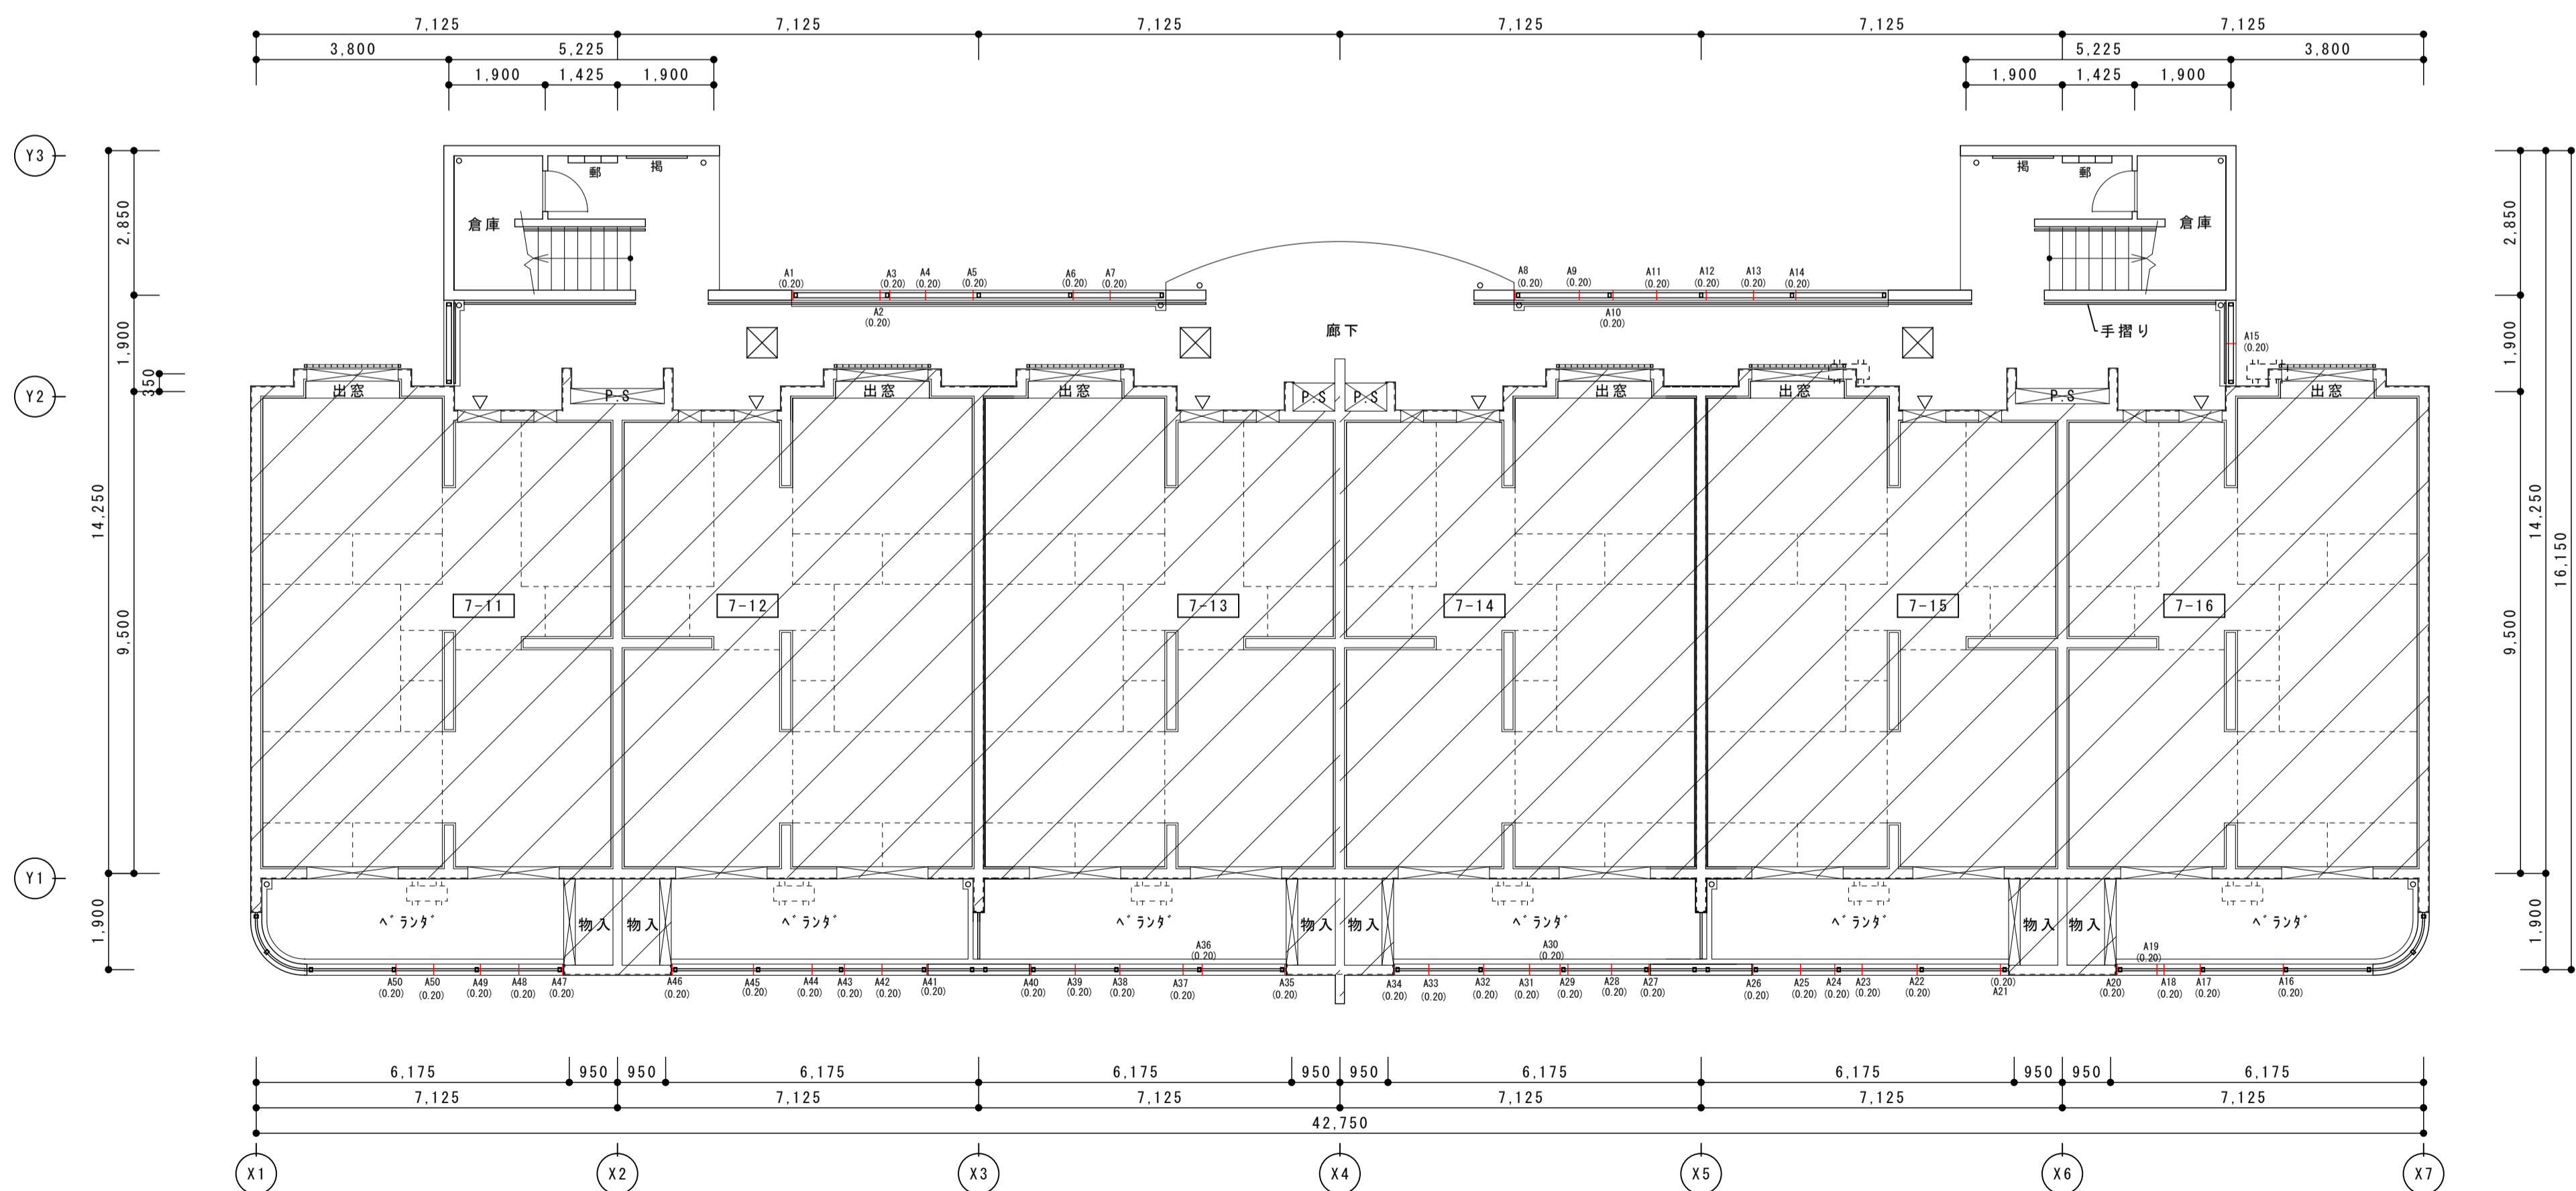 7,125 7,125 7,125 7,125 7,125 7,125
3,800 5,225 5,225 3,800
1,900 1,425 1,900 1,900 1,425 1,900
Y3
郵 掲 掲 郵
倉庫 倉庫
2,850 2,850
A1 A3 A4 A5 A6 A7 A8 A9 A11 A12 A13 A14
(0.20) (0.20) (0.20) (0.20) (0.20) (0.20) (0.20) (0.20) (0.20) (0.20) (0.20) (0.20)
A2 A10
(0.20) (0.20)
廊下 手摺り
A15
(0.20)
1,900 1,900
350
Y2
出窓 P.S 出窓 出窓 P.S P.S 出窓 出窓 P.S 出窓
14,250 14,250
16,150
9,500 9,500
7-11 7-12 7-13 7-14 7-15 7-16
Y1
1,900 1,900
ベランダ 物入 物入 ベランダ ベランダ 物入 物入 ベランダ ベランダ 物入 物入 ベランダ
A36 A30 A19
(0.20) (0.20) (0.20)
A50 A50 A49 A48 A47 A46 A45 A44 A43 A42 A41 A40 A39 A38 A37 A35 A34 A33 A32 A31 A29 A28 A27 A26 A25 A24 A23 A22 (0.20) A20 A18 A17 A16
(0.20) (0.20) (0.20) (0.20) (0.20) (0.20) (0.20) (0.20) (0.20) (0.20) (0.20) (0.20) (0.20) (0.20) (0.20) (0.20) (0.20) (0.20) (0.20) (0.20) (0.20) (0.20) (0.20) (0.20) (0.20) (0.20) (0.20) (0.20) A21 (0.20) (0.20) (0.20) (0.20)
6,175 950 950 6,175 6,175 950 950 6,175 6,175 950 950 6,175
7,125 7,125 7,125 7,125 7,125 7,125
42,750
X1 X2 X3 X4 X5 X6 X7